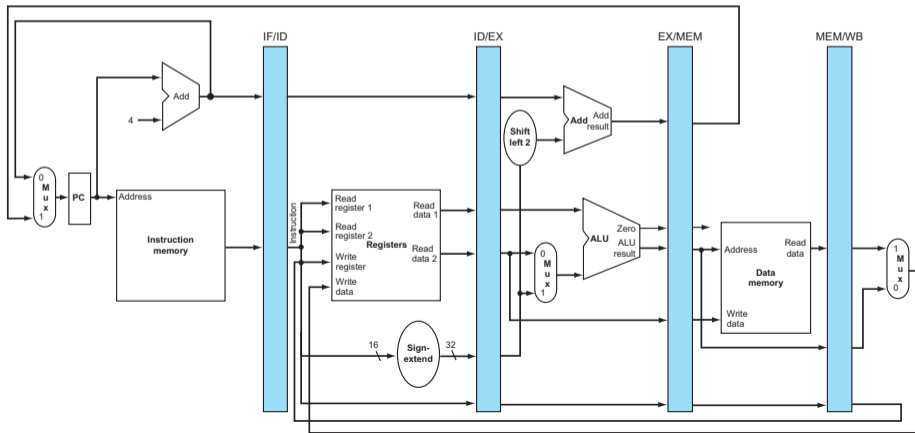 IF/ID
ID/EX
EX/MEM
MEM/WB
Add
4
0
M
u
x
1
PC
Address
Instruction
memory
Instruction
Read
register 1
Read
register 2
Write
register
Write
data
Registers
Read
data 1
Read
data 2
16
Sign-
extend
32
Shift
left 2
Add
Add
result
0
M
u
x
1
ALU
Zero
ALU
result
Address
Read
data
Data
memory
Write
data
1
M
u
x
0